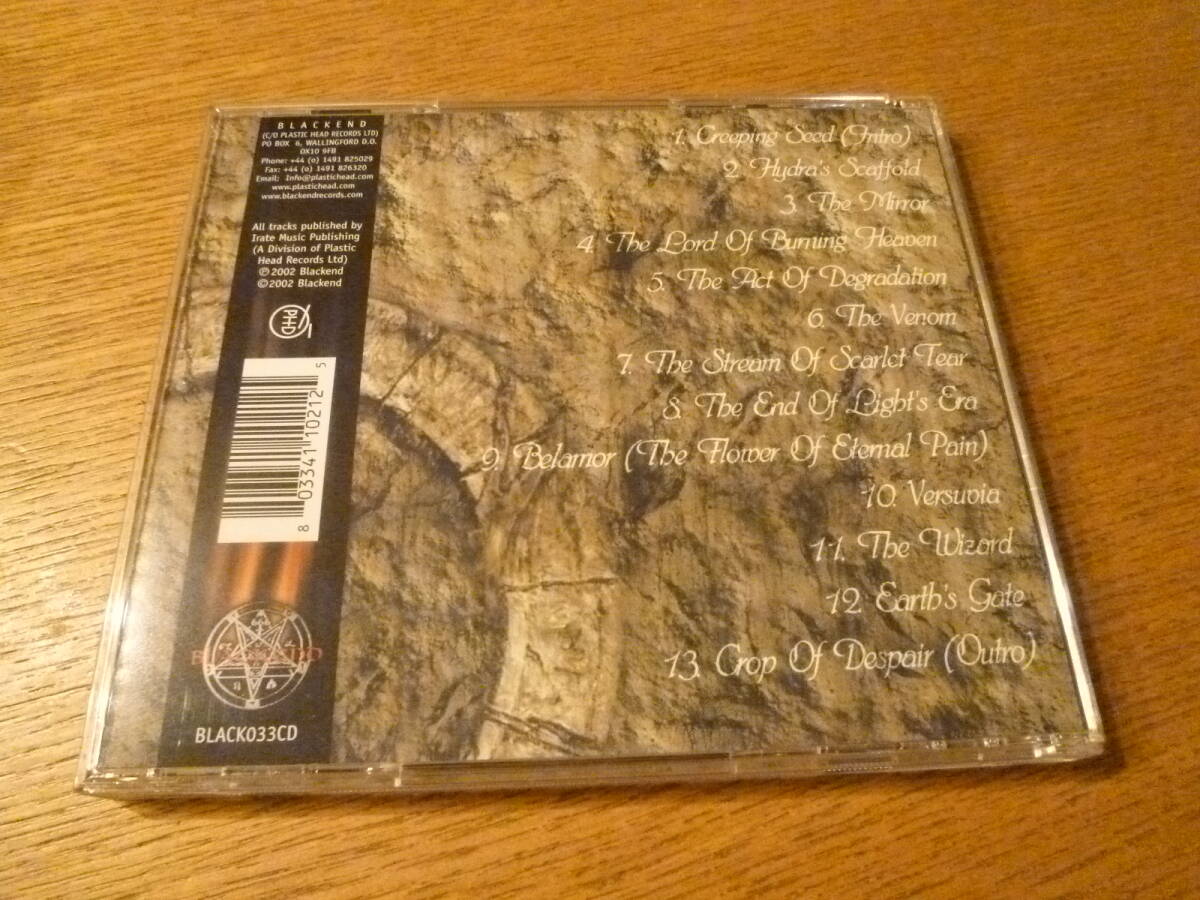 BLACKEND
(C/O PLASTIC HEAD RECORDS LTD)
PO BOX 6, WALLINGFORD D.O.
OX10 9FB
Phone: +44 (0) 1491 825029
Fax: +44 (0) 1491 826320
Email: Info@plastichead.com
www.plastichead.com
www.blackendrecords.com
All tracks published by
Irate Music Publishing
(A Division of Plastic
Head Records Ltd)
℗2002 Blackend
©2002 Blackend
PHD
8 03341 10212 5
BLACK033CD
1. Creeping Seed (Intro)
2. Hydra's Scaffold
3. The Mirror
4. The Lord Of Burning Heaven
5. The Act Of Degradation
6. The Venom
7. The Stream Of Scarlet Tear
8. The End Of Light's Era
9. Belamor (The Flower Of Eternal Pain)
10. Versuvia
11. The Wizard
12. Earth's Gate
13. Crop Of Despair (Outro)